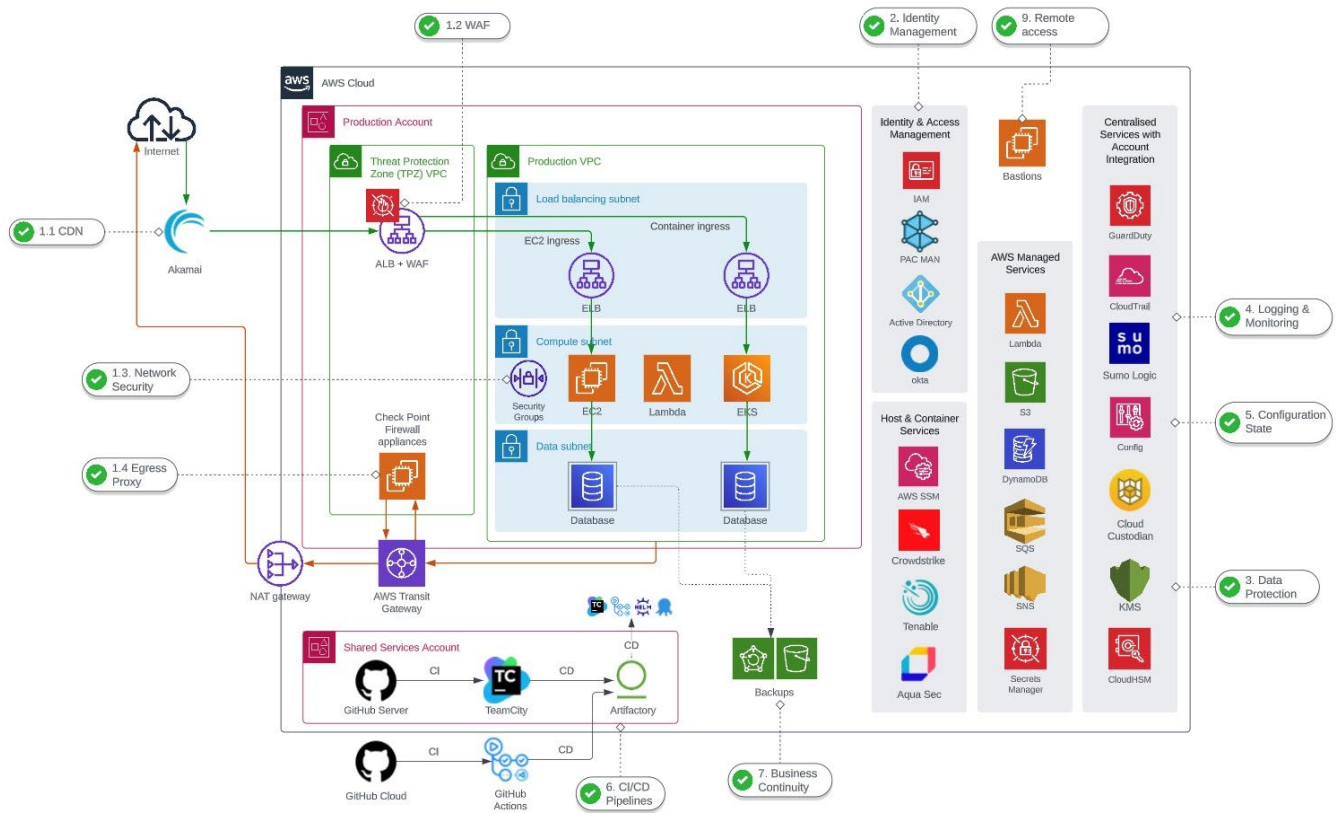 1.2 WAF
2. Identity
Management
9. Remote
access
aws
AWS Cloud
Internet
1.1 CDN
Akamai
Production Account
Threat Protection
Zone (TPZ) VPC
ALB + WAF
Production VPC
Load balancing subnet
EC2 ingress
Container ingress
ELB
ELB
Compute subnet
Security
Groups
EC2
Lambda
EKS
Data subnet
Database
Database
1.3. Network
Security
Check Point
Firewall
appliances
1.4 Egress
Proxy
NAT gateway
AWS Transit
Gateway
Identity & Access
Management
IAM
PAC MAN
Active Directory
okta
Host & Container
Services
AWS SSM
Crowdstrike
Tenable
Aqua Sec
Bastions
AWS Managed
Services
Lambda
S3
DynamoDB
SQS
SNS
Secrets
Manager
Centralised
Services with
Account
Integration
GuardDuty
CloudTrail
su
mo
Sumo Logic
Config
Cloud
Custodian
KMS
CloudHSM
4. Logging &
Monitoring
5. Configuration
State
3. Data
Protection
TC
HELM
CD
Shared Services Account
GitHub Server
CI
TC
TeamCity
CD
Artifactory
Backups
GitHub Cloud
CI
GitHub
Actions
CD
6. CI/CD
Pipelines
7. Business
Continuity